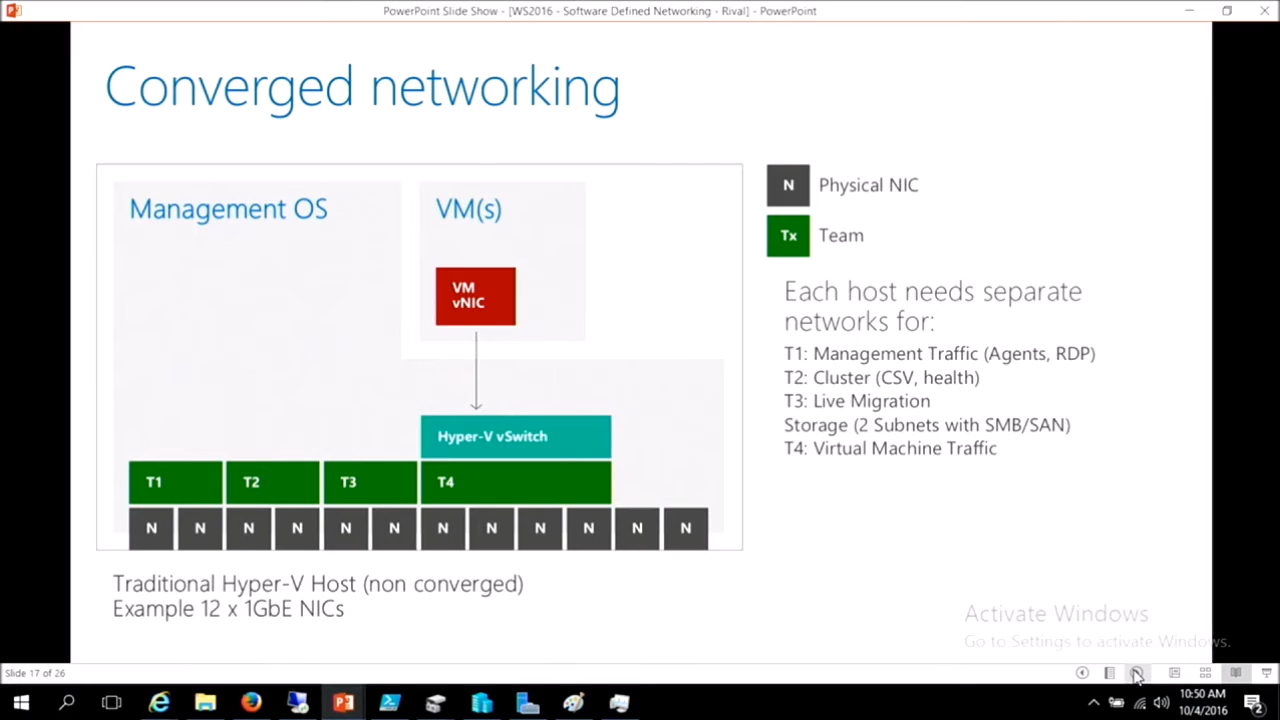 PowerPoint Slide Show - [WS2016 - Software Defined Networking - Rival] - PowerPoint
Converged networking
Management OS
VM(s)
VM
vNIC
Hyper-V vSwitch
T1 T2 T3 T4
N N N N N N N N N N N N
Traditional Hyper-V Host (non converged)
Example 12 x 1GbE NICs
N Physical NIC
Tx Team
Each host needs separate
networks for:
T1: Management Traffic (Agents, RDP)
T2: Cluster (CSV, health)
T3: Live Migration
Storage (2 Subnets with SMB/SAN)
T4: Virtual Machine Traffic
Activate Windows
Go to Settings to activate Windows.
Slide 17 of 26
10:50 AM
10/4/2016
2